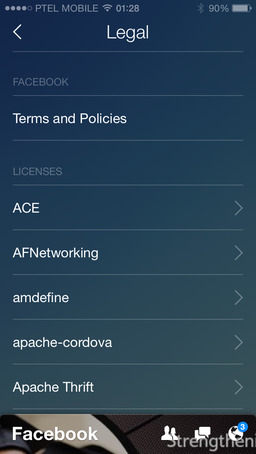 PTEL MOBILE 01:28 90%
Legal
FACEBOOK
Terms and Policies
LICENSES
ACE
AFNetworking
amdefine
apache-cordova
Apache Thrift
Facebook 3
Strengtheni